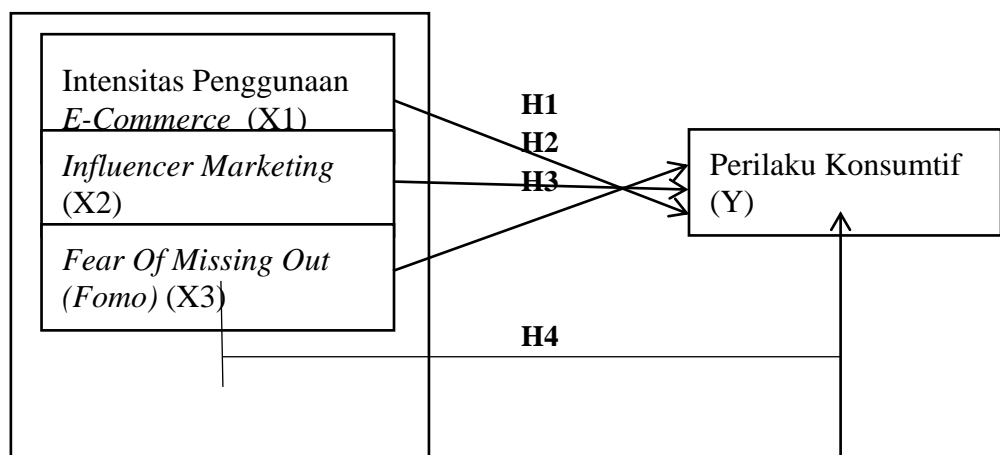 Intensitas Penggunaan
E-Commerce (X1)
Influencer Marketing
(X2)
Fear Of Missing Out
(Fomo) (X3)
H1
H2
H3
H4
Perilaku Konsumtif
(Y)